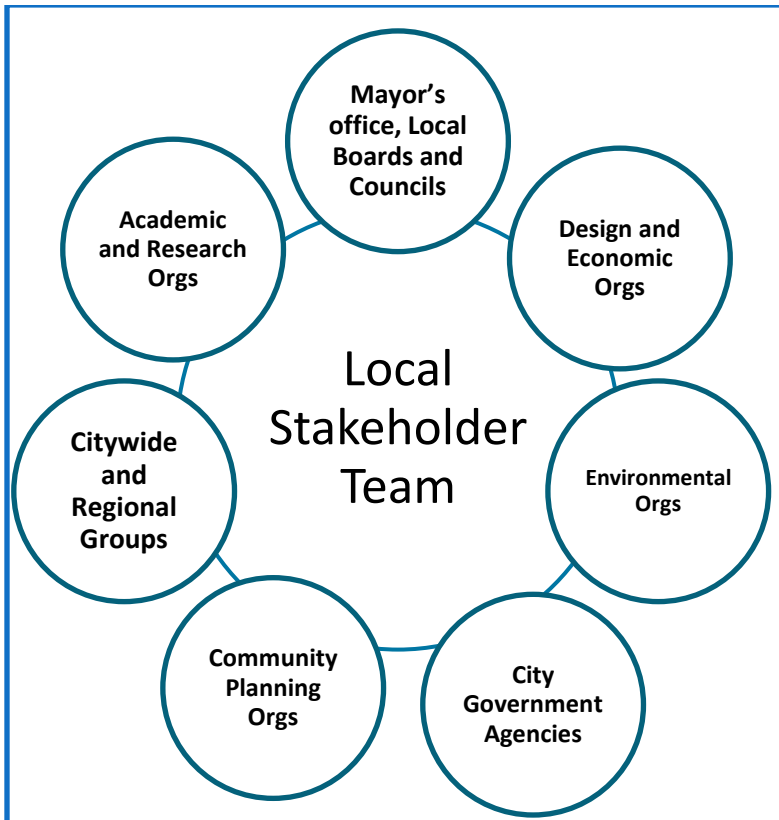 Mayor’s
office, Local
Boards and
Councils
Design and
Economic
Orgs
Environmental
Orgs
City
Government
Agencies
Community
Planning
Orgs
Citywide
and
Regional
Groups
Academic
and Research
Orgs
Local
Stakeholder
Team